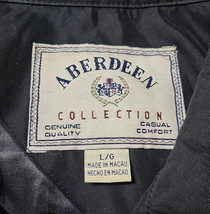 ABERDEEN
COLLECTION
GENUINE QUALITY
CASUAL COMFORT
L/G
MADE IN MACAU
HECHO EN MACAO